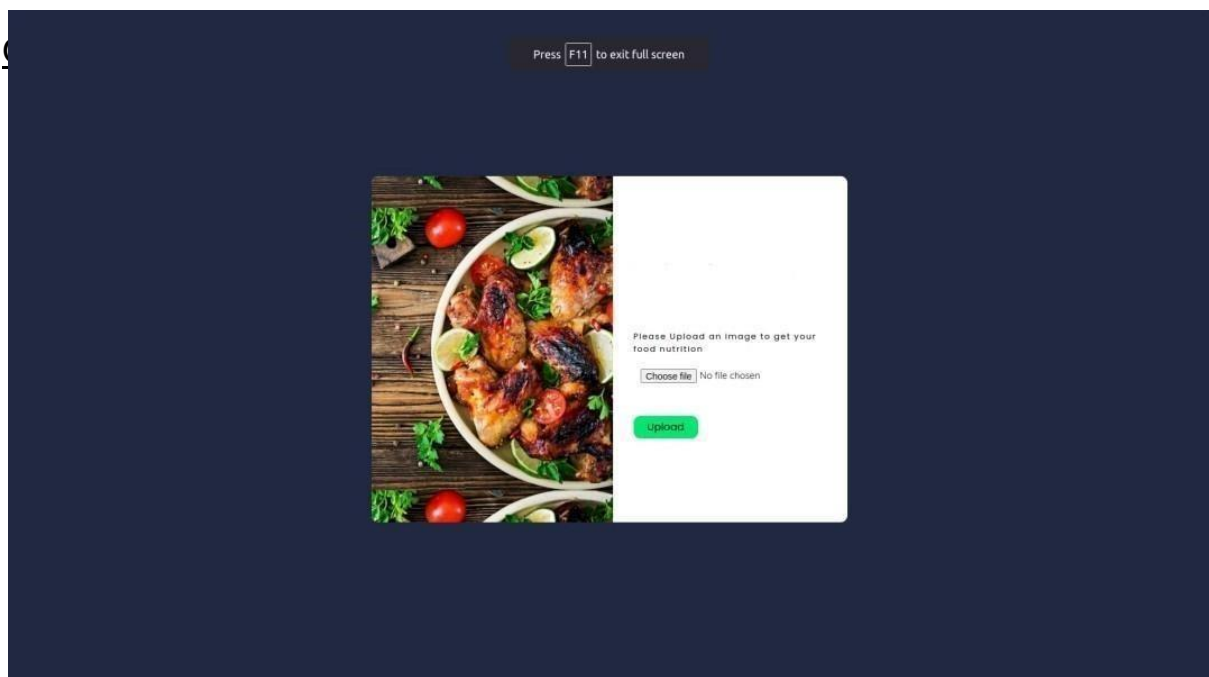 Press F11 to exit full screen
Please Upload an image to get your
food nutrition
Choose file No file chosen
Upload